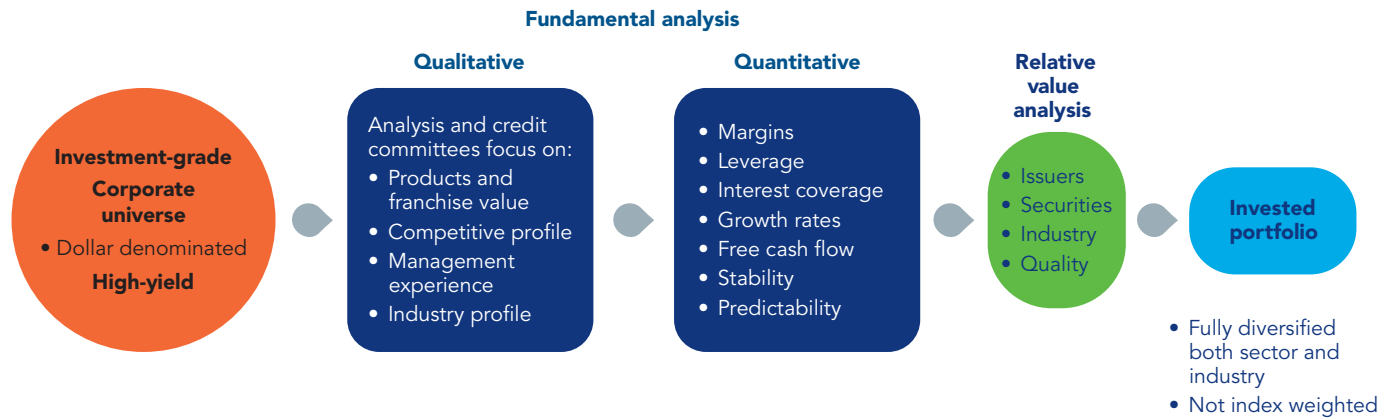 Fundamental analysis
Qualitative
Quantitative
Relative
value
analysis
Investment-grade
Corporate
universe
• Dollar denominated
High-yield
Analysis and credit
committees focus on:
• Products and
franchise value
• Competitive profile
• Management
experience
• Industry profile
• Margins
• Leverage
• Interest coverage
• Growth rates
• Free cash flow
• Stability
• Predictability
• Issuers
• Securities
• Industry
• Quality
Invested
portfolio
• Fully diversified
both sector and
industry
• Not index weighted